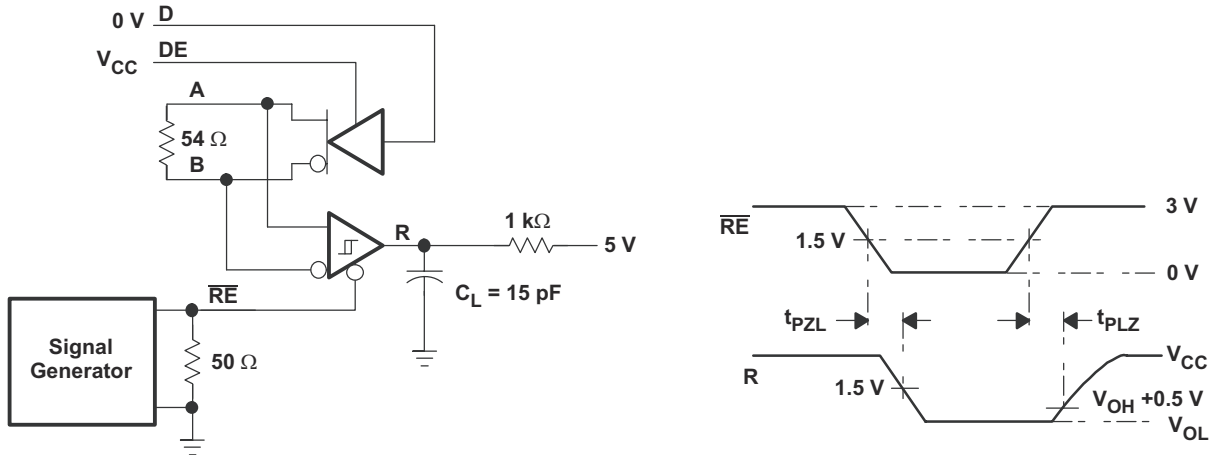 0 V D
V_CC DE
A
54 Ω
B
1 kΩ
R
5 V
C_L = 15 pF
RE
Signal
Generator
50 Ω
RE
3 V
1.5 V
0 V
t_PZL
t_PLZ
V_CC
R
1.5 V
V_OH +0.5 V
V_OL